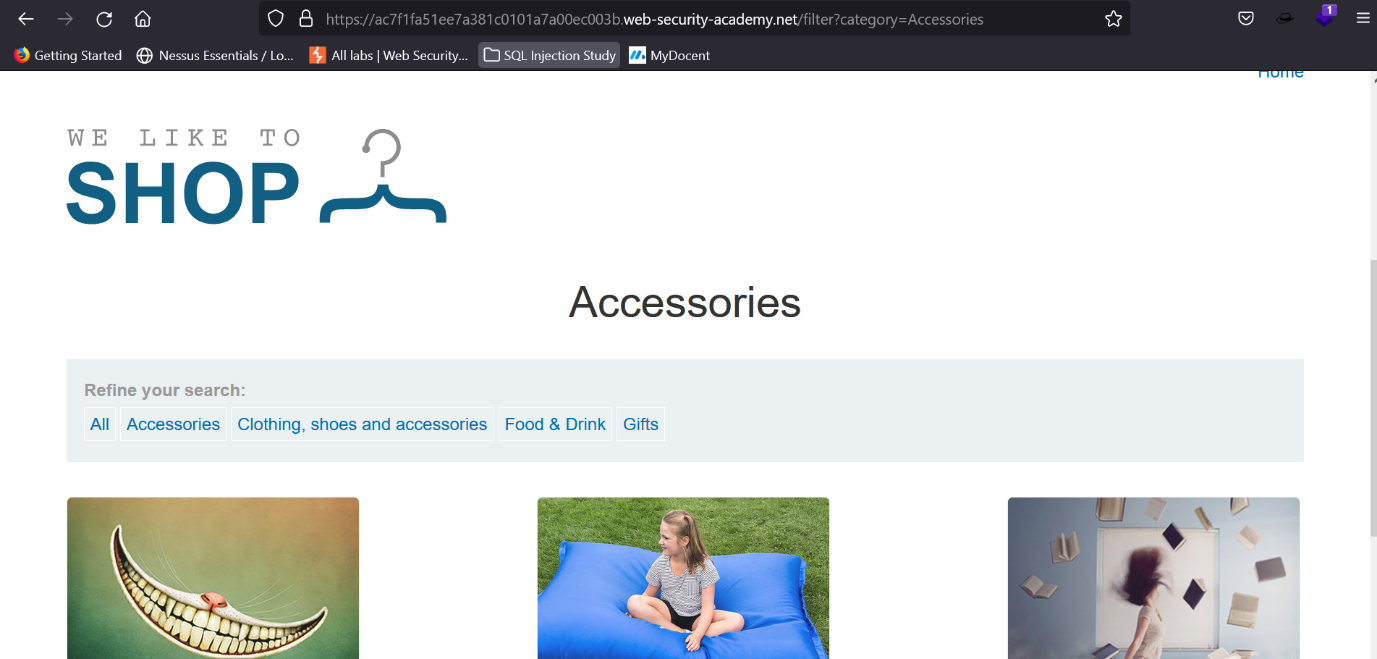 https://ac7f1fa51ee7a381c0101a7a00ec003b.web-security-academy.net/filter?category=Accessories
1
Getting Started Nessus Essentials / Lo... All labs | Web Security... SQL Injection Study MyDocent
Home
WE LIKE TO
SHOP
Accessories
Refine your search:
All Accessories Clothing, shoes and accessories Food & Drink Gifts